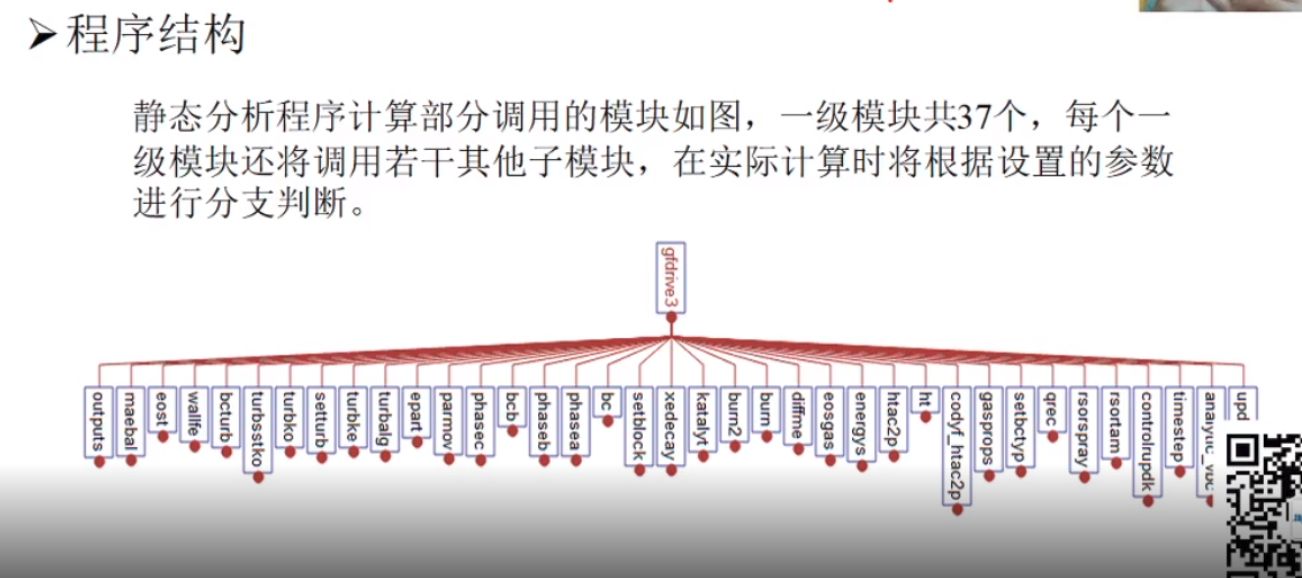 程序结构
静态分析程序计算部分调用的模块如图，一级模块共37个，每个一
级模块还将调用若干其他子模块，在实际计算时将根据设置的参数
进行分支判断。
gfdrive3
outputs
maebal
eost
wallfe
bcturb
turbsstko
turbko
setturb
turbke
turbalg
epart
parmov
phasec
bcb
phaseb
phasea
bc
setblock
xedecay
katalyt
burn2
burn
diffme
eosgas
energys
htac2p
ht
codyf_htac2p
gasprops
setbctyp
qrec
rsorspray
rsortam
controlrupdk
timestep
upd